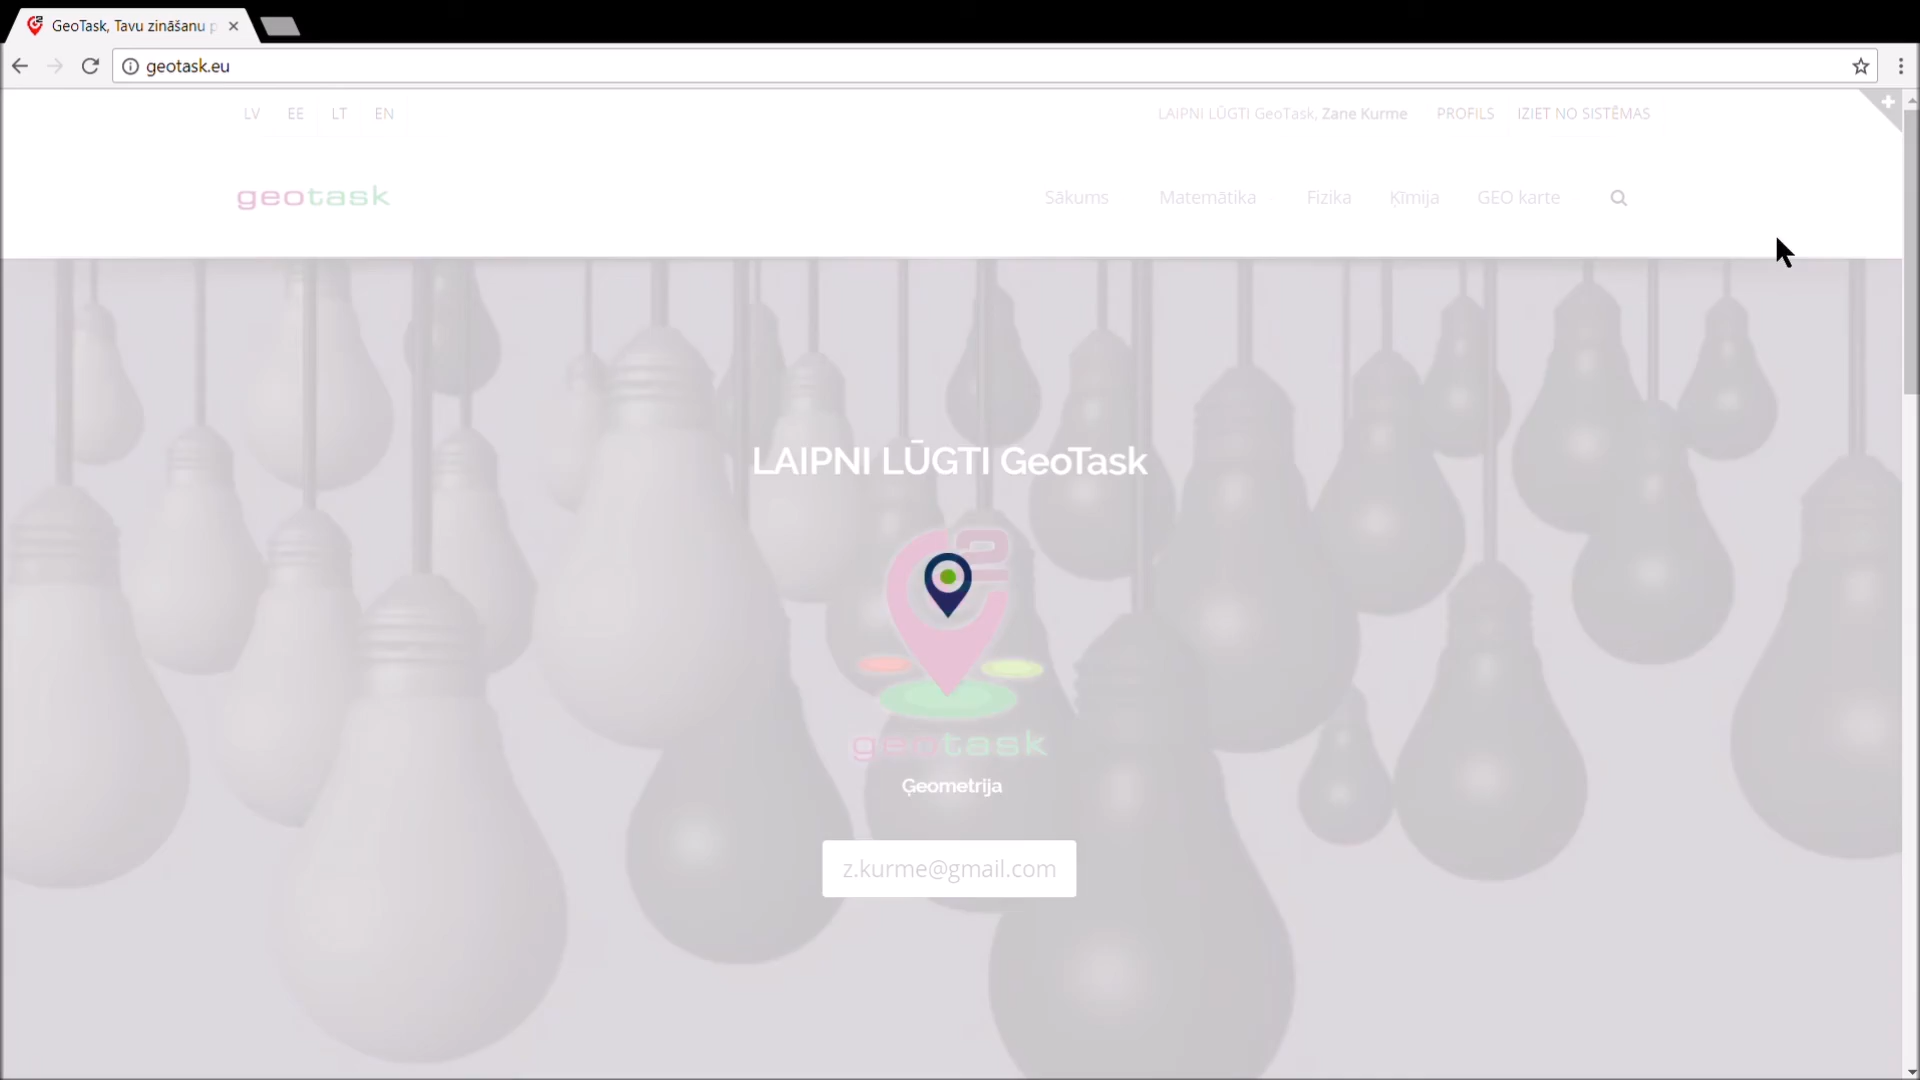 GeoTask, Tavu zināšanu p
geotask.eu
LV EE LT EN
LAIPNI LŪGTI GeoTask, Zane Kurme PROFILS IZIET NO SISTĒMAS
geotask
Sākums Matemātika Fizika Ķīmija GEO karte
LAIPNI LŪGTI GeoTask
2
geotask
Ģeometrija
z.kurme@gmail.com